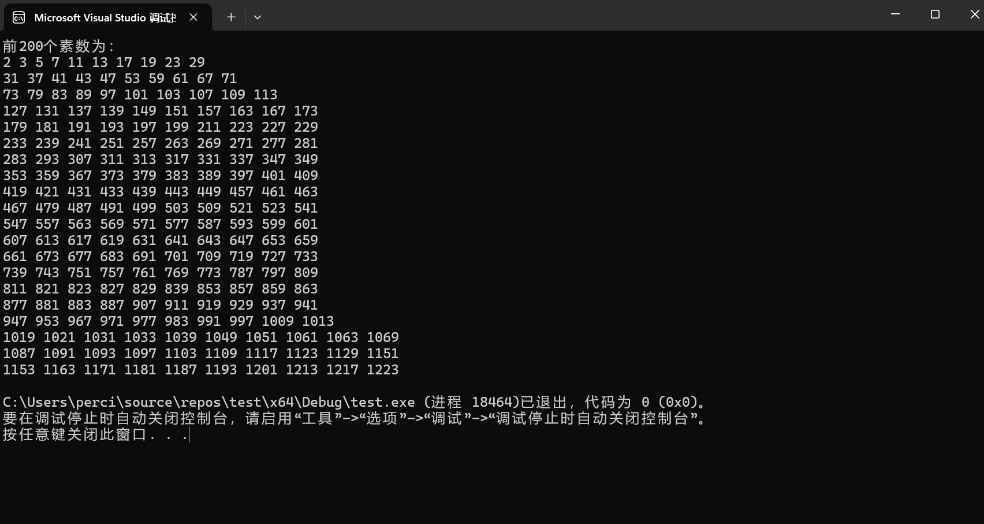 Microsoft Visual Studio 调试
前200个素数为:
2 3 5 7 11 13 17 19 23 29
31 37 41 43 47 53 59 61 67 71
73 79 83 89 97 101 103 107 109 113
127 131 137 139 149 151 157 163 167 173
179 181 191 193 197 199 211 223 227 229
233 239 241 251 257 263 269 271 277 281
283 293 307 311 313 317 331 337 347 349
353 359 367 373 379 383 389 397 401 409
419 421 431 433 439 443 449 457 461 463
467 479 487 491 499 503 509 521 523 541
547 557 563 569 571 577 587 593 599 601
607 613 617 619 631 641 643 647 653 659
661 673 677 683 691 701 709 719 727 733
739 743 751 757 761 769 773 787 797 809
811 821 823 827 829 839 853 857 859 863
877 881 883 887 907 911 919 929 937 941
947 953 967 971 977 983 991 997 1009 1013
1019 1021 1031 1033 1039 1049 1051 1061 1063 1069
1087 1091 1093 1097 1103 1109 1117 1123 1129 1151
1153 1163 1171 1181 1187 1193 1201 1213 1217 1223
C:\Users\perci\source\repos\test\x64\Debug\test.exe (进程 18464)已退出，代码为 0 (0x0)。
要在调试停止时自动关闭控制台，请启用“工具”->“选项”->“调试”->“调试停止时自动关闭控制台”。
按任意键关闭此窗口. . .